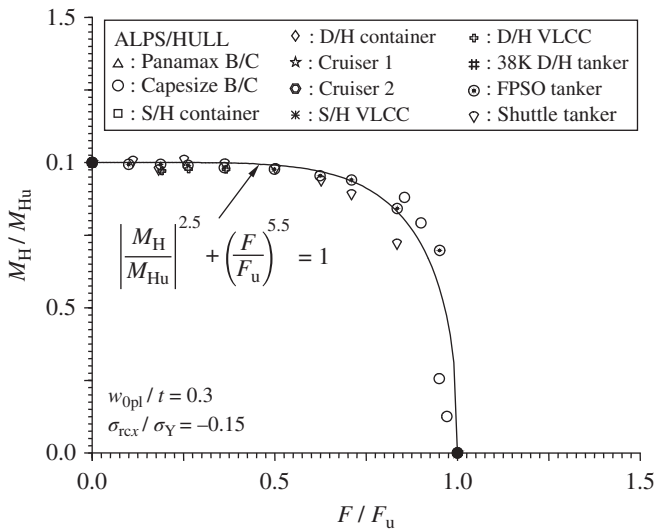 1.5
ALPS/HULL
: Panamax B/C
: Capesize B/C
: S/H container
: D/H container
: Cruiser 1
: Cruiser 2
: S/H VLCC
: D/H VLCC
: 38K D/H tanker
: FPSO tanker
: Shuttle tanker
0.1
M_H / M_Hu
|M_H / M_Hu|^2.5 + (F / F_u)^5.5 = 1
0.5
w_0pl / t = 0.3
σ_rcx / σ_Y = –0.15
0.0
0.0 0.5 1.0 1.5
F / F_u